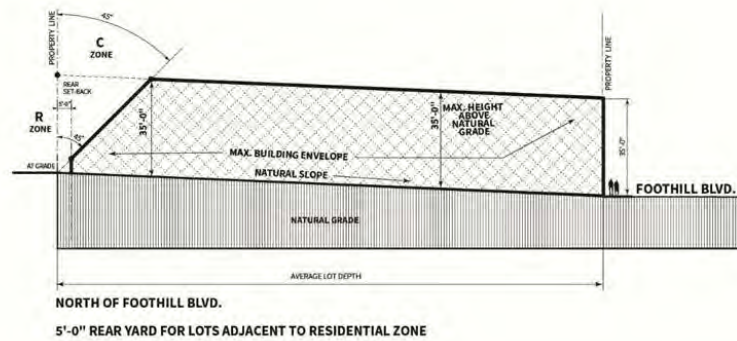 45°
PROPERTY LINE
C
ZONE
PROPERTY LINE
REAR
SET-BACK
5'-0"
R
ZONE
45°
35'-0"
35'-0"
MAX. HEIGHT
ABOVE
NATURAL
GRADE
35'-0"
MAX. BUILDING ENVELOPE
AT GRADE
NATURAL SLOPE
FOOTHILL BLVD.
NATURAL GRADE
AVERAGE LOT DEPTH
NORTH OF FOOTHILL BLVD.
5'-0" REAR YARD FOR LOTS ADJACENT TO RESIDENTIAL ZONE